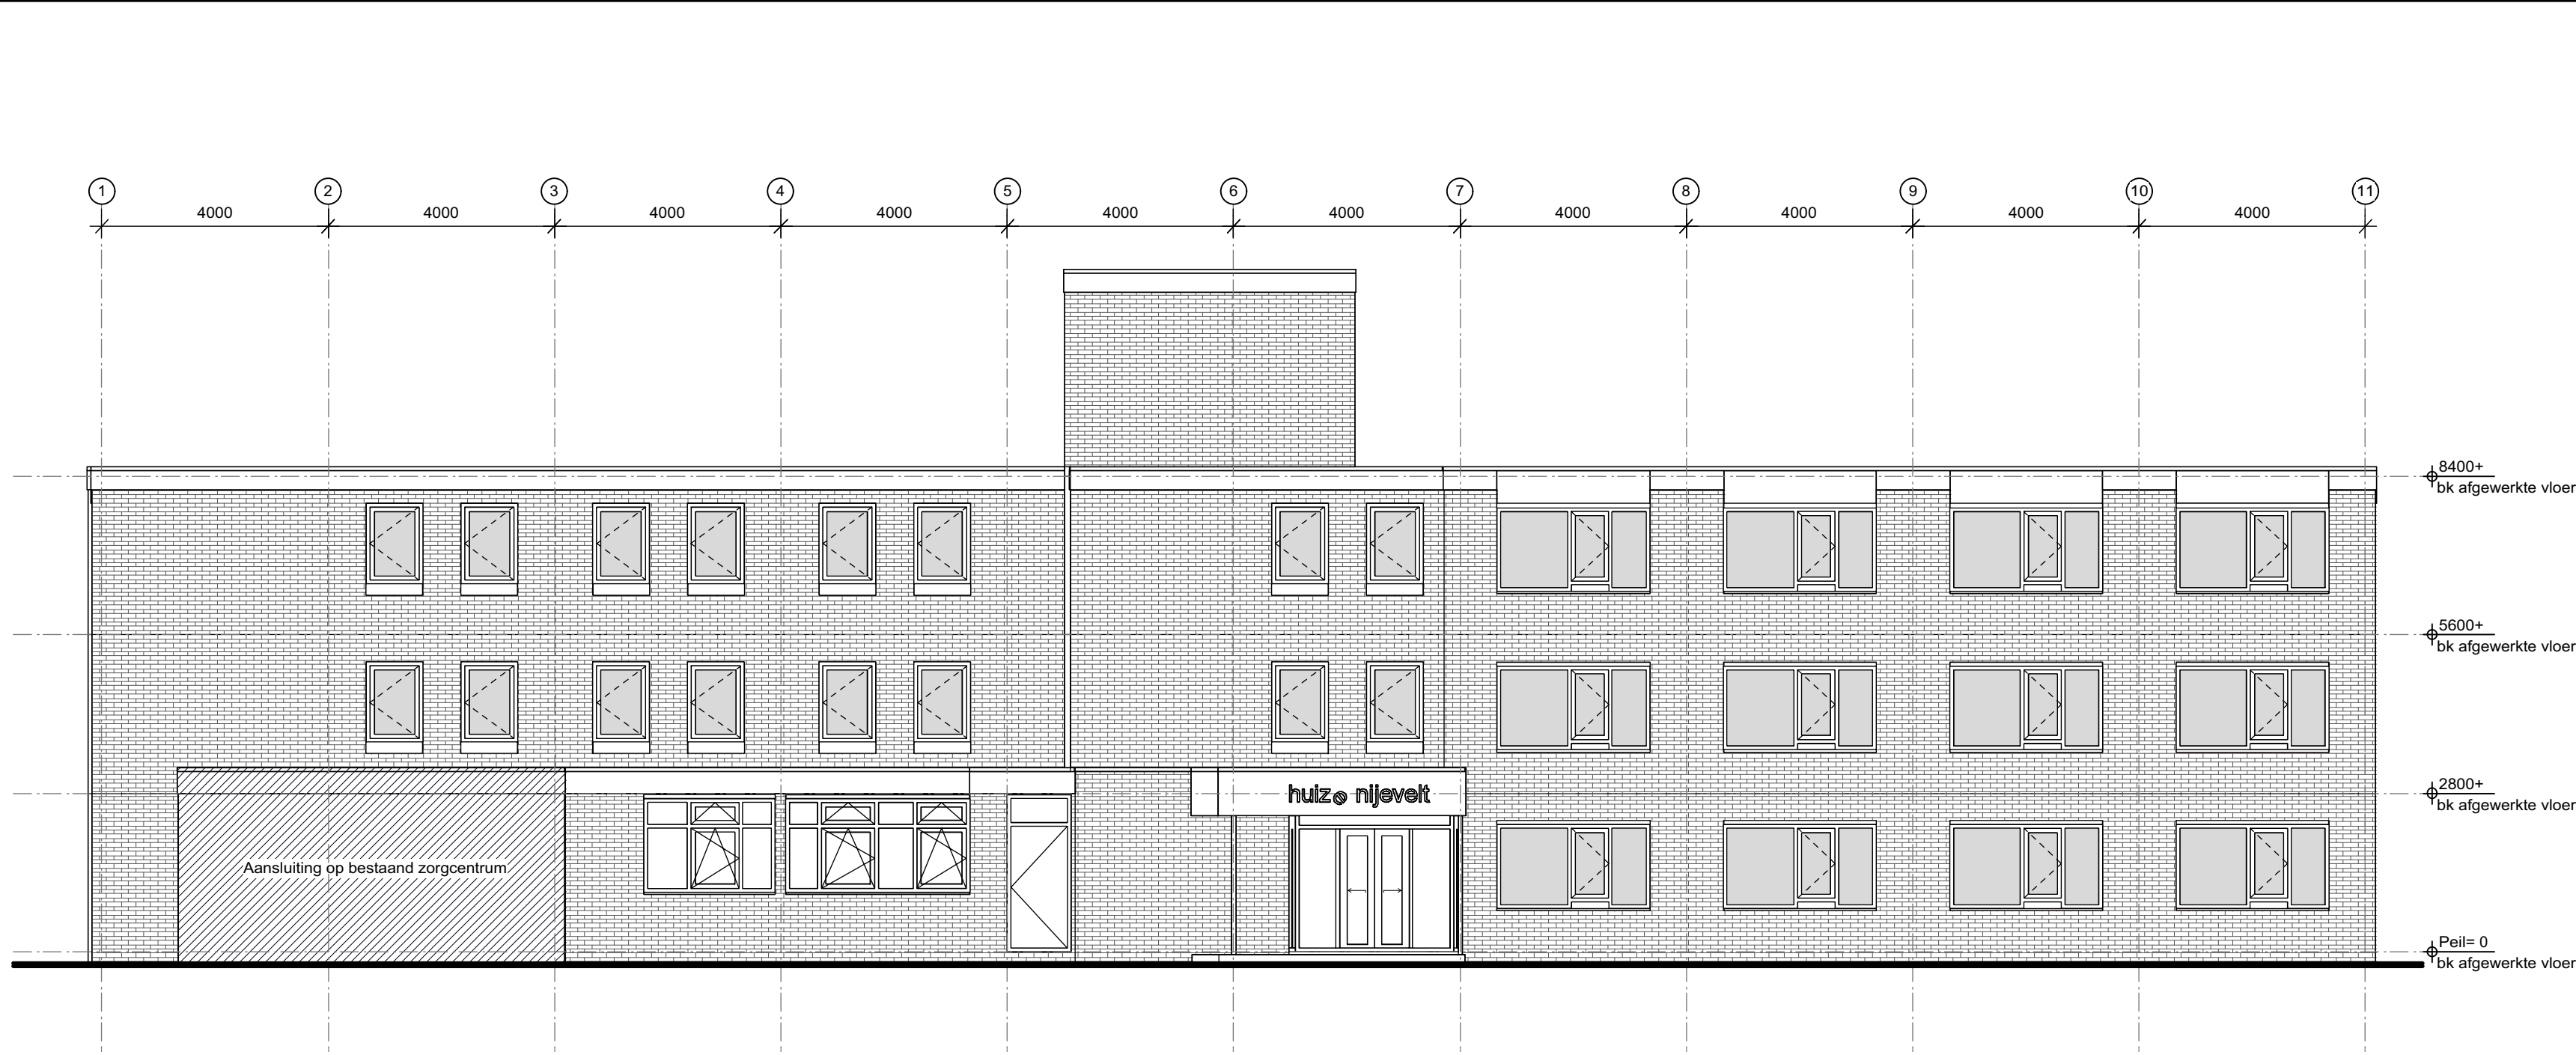 1 2 3 4 5 6 7 8 9 10 11
4000 4000 4000 4000 4000 4000 4000 4000 4000 4000
8400+
bk afgewerkte vloer
5600+
bk afgewerkte vloer
huize nijevelt
2800+
bk afgewerkte vloer
Aansluiting op bestaand zorgcentrum
Peil= 0
bk afgewerkte vloer